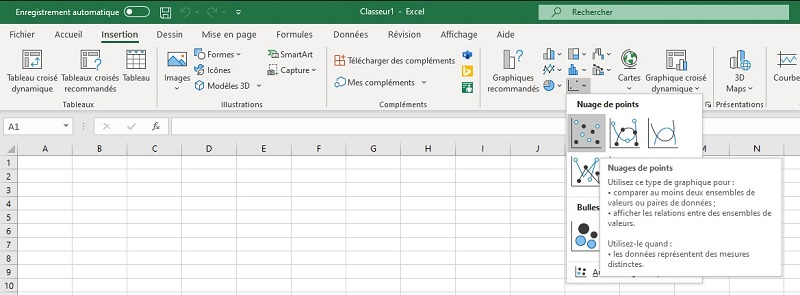 Enregistrement automatique
Classeur1 - Excel
Rechercher
Fichier Accueil Insertion Dessin Mise en page Formules Données Révision Affichage Aide
Tableau croisé dynamique
Tableaux croisés recommandés
Tableau
Tableaux
Images
Formes
Icônes
Modèles 3D
SmartArt
Capture
Illustrations
Télécharger des compléments
Mes compléments
Compléments
Graphiques recommandés
Cartes
Graphique croisé dynamique
3D Maps
Présentations
Courbe
A1
fx
A B C D E F G H I J M N
1
2
3
4
5
6
7
8
9
10
Nuage de points
Bulles
Nuages de points
Utilisez ce type de graphique pour :
• comparer au moins deux ensembles de
valeurs ou paires de données ;
• afficher les relations entre des ensembles de
valeurs.
Utilisez-le quand :
• les données représentent des mesures
distinctes.